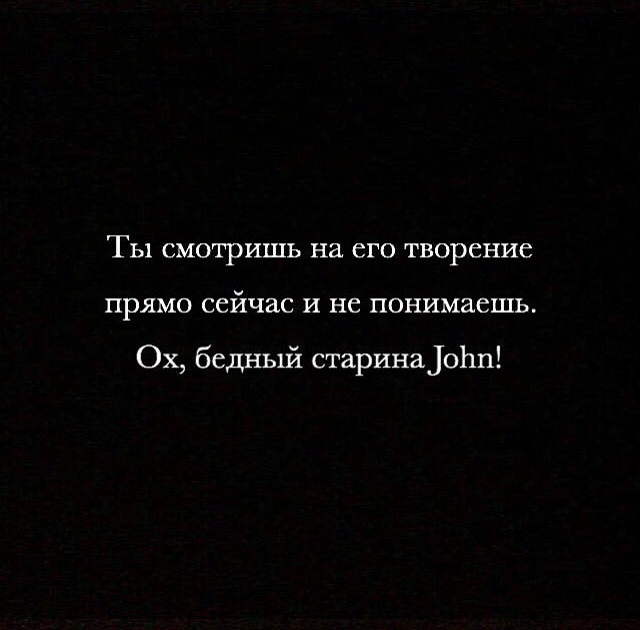 Ты смотришь на его творение
прямо сейчас и не понимаешь.
Ох, бедный старина John!